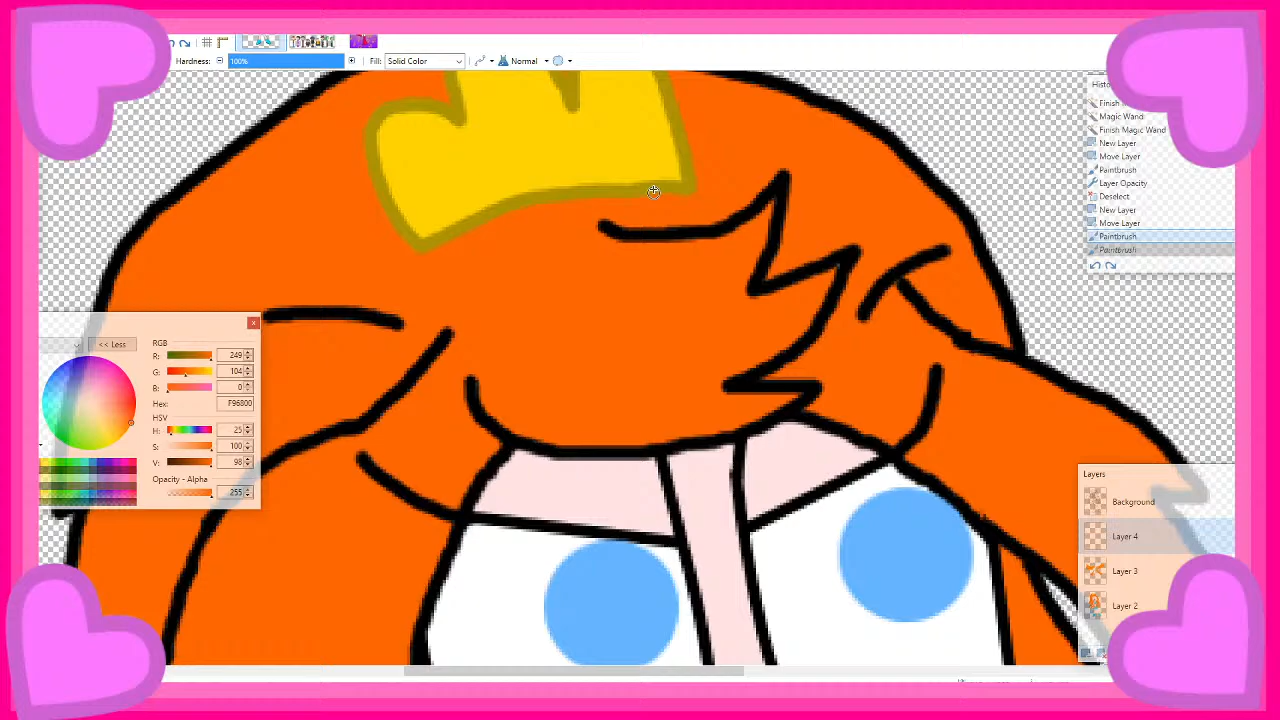 Hardness:
100%
Fill:
Solid Color
Normal
Finish
Magic Wand
Finish Magic Wand
New Layer
Move Layer
Paintbrush
Layer Opacity
Deselect
New Layer
Move Layer
Paintbrush
Paintbrush
<< Less
RGB
R: 249
G: 104
B: 0
Hex: F96800
HSV
H: 25
S: 100
V: 98
Opacity - Alpha
255
Layers
Background
Layer 4
Layer 3
Layer 2